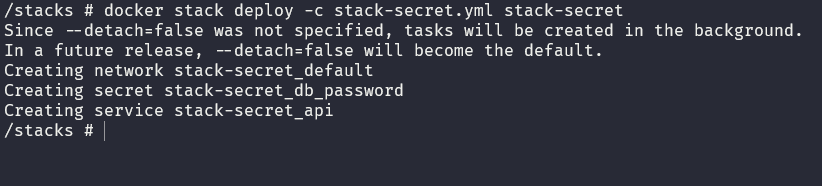 /stacks # docker stack deploy -c stack-secret.yml stack-secret
Since --detach=false was not specified, tasks will be created in the background.
In a future release, --detach=false will become the default.
Creating network stack-secret_default
Creating secret stack-secret_db_password
Creating service stack-secret_api
/stacks #